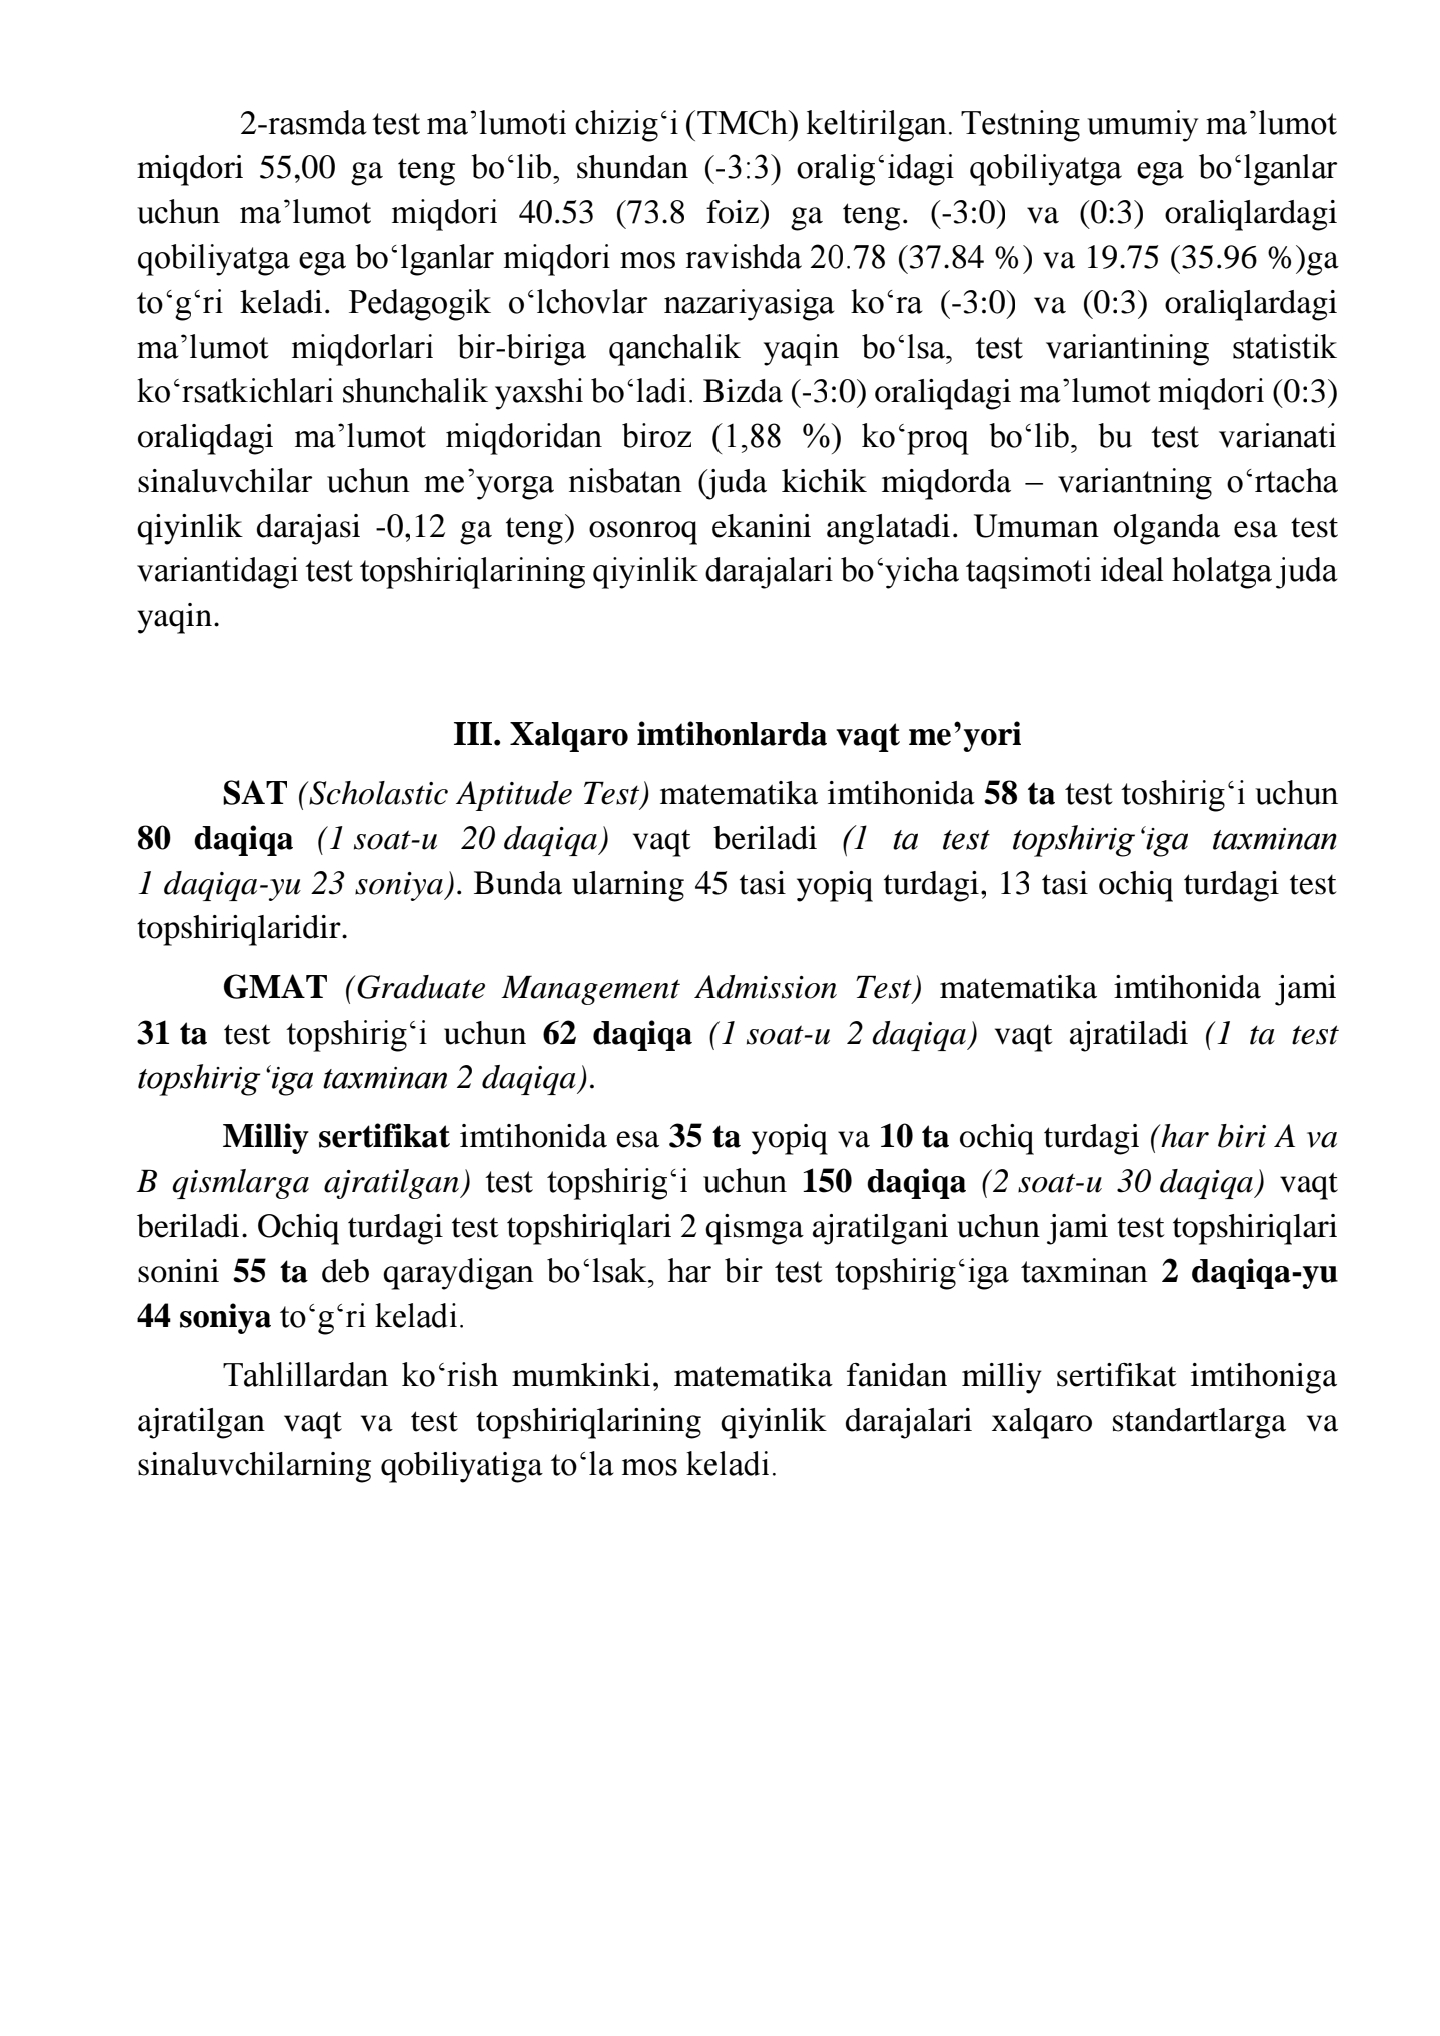 2-rasmda test ma’lumoti chizig‘i (TMCh) keltirilgan. Testning umumiy ma’lumot
miqdori 55,00 ga teng bo‘lib, shundan (-3:3) oralig‘idagi qobiliyatga ega bo‘lganlar
uchun ma’lumot miqdori 40.53 (73.8 foiz) ga teng. (-3:0) va (0:3) oraliqlardagi
qobiliyatga ega bo‘lganlar miqdori mos ravishda 20.78 (37.84 %) va 19.75 (35.96 %)ga
to‘g‘ri keladi. Pedagogik o‘lchovlar nazariyasiga ko‘ra (-3:0) va (0:3) oraliqlardagi
ma’lumot miqdorlari bir-biriga qanchalik yaqin bo‘lsa, test variantining statistik
ko‘rsatkichlari shunchalik yaxshi bo‘ladi. Bizda (-3:0) oraliqdagi ma’lumot miqdori (0:3)
oraliqdagi ma’lumot miqdoridan biroz (1,88 %) ko‘proq bo‘lib, bu test varianati
sinaluvchilar uchun me’yorga nisbatan (juda kichik miqdorda – variantning o‘rtacha
qiyinlik darajasi -0,12 ga teng) osonroq ekanini anglatadi. Umuman olganda esa test
variantidagi test topshiriqlarining qiyinlik darajalari bo‘yicha taqsimoti ideal holatga juda
yaqin.
III. Xalqaro imtihonlarda vaqt me’yori
SAT (Scholastic Aptitude Test) matematika imtihonida 58 ta test toshirig‘i uchun
80 daqiqa (1 soat-u 20 daqiqa) vaqt beriladi (1 ta test topshirig‘iga taxminan
1 daqiqa-yu 23 soniya). Bunda ularning 45 tasi yopiq turdagi, 13 tasi ochiq turdagi test
topshiriqlaridir.
GMAT (Graduate Management Admission Test) matematika imtihonida jami
31 ta test topshirig‘i uchun 62 daqiqa (1 soat-u 2 daqiqa) vaqt ajratiladi (1 ta test
topshirig‘iga taxminan 2 daqiqa).
Milliy sertifikat imtihonida esa 35 ta yopiq va 10 ta ochiq turdagi (har biri A va
B qismlarga ajratilgan) test topshirig‘i uchun 150 daqiqa (2 soat-u 30 daqiqa) vaqt
beriladi. Ochiq turdagi test topshiriqlari 2 qismga ajratilgani uchun jami test topshiriqlari
sonini 55 ta deb qaraydigan bo‘lsak, har bir test topshirig‘iga taxminan 2 daqiqa-yu
44 soniya to‘g‘ri keladi.
Tahlillardan ko‘rish mumkinki, matematika fanidan milliy sertifikat imtihoniga
ajratilgan vaqt va test topshiriqlarining qiyinlik darajalari xalqaro standartlarga va
sinaluvchilarning qobiliyatiga to‘la mos keladi.